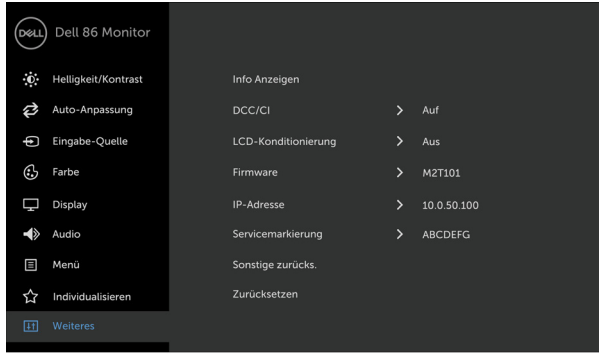 DELL Dell 86 Monitor
Helligkeit/Kontrast
Auto-Anpassung
Eingabe-Quelle
Farbe
Display
Audio
Menü
Individualisieren
Weiteres
Info Anzeigen
DCC/CI > Auf
LCD-Konditionierung > Aus
Firmware > M2T101
IP-Adresse > 10.0.50.100
Servicemarkierung > ABCDEFG
Sonstige zurücks.
Zurücksetzen